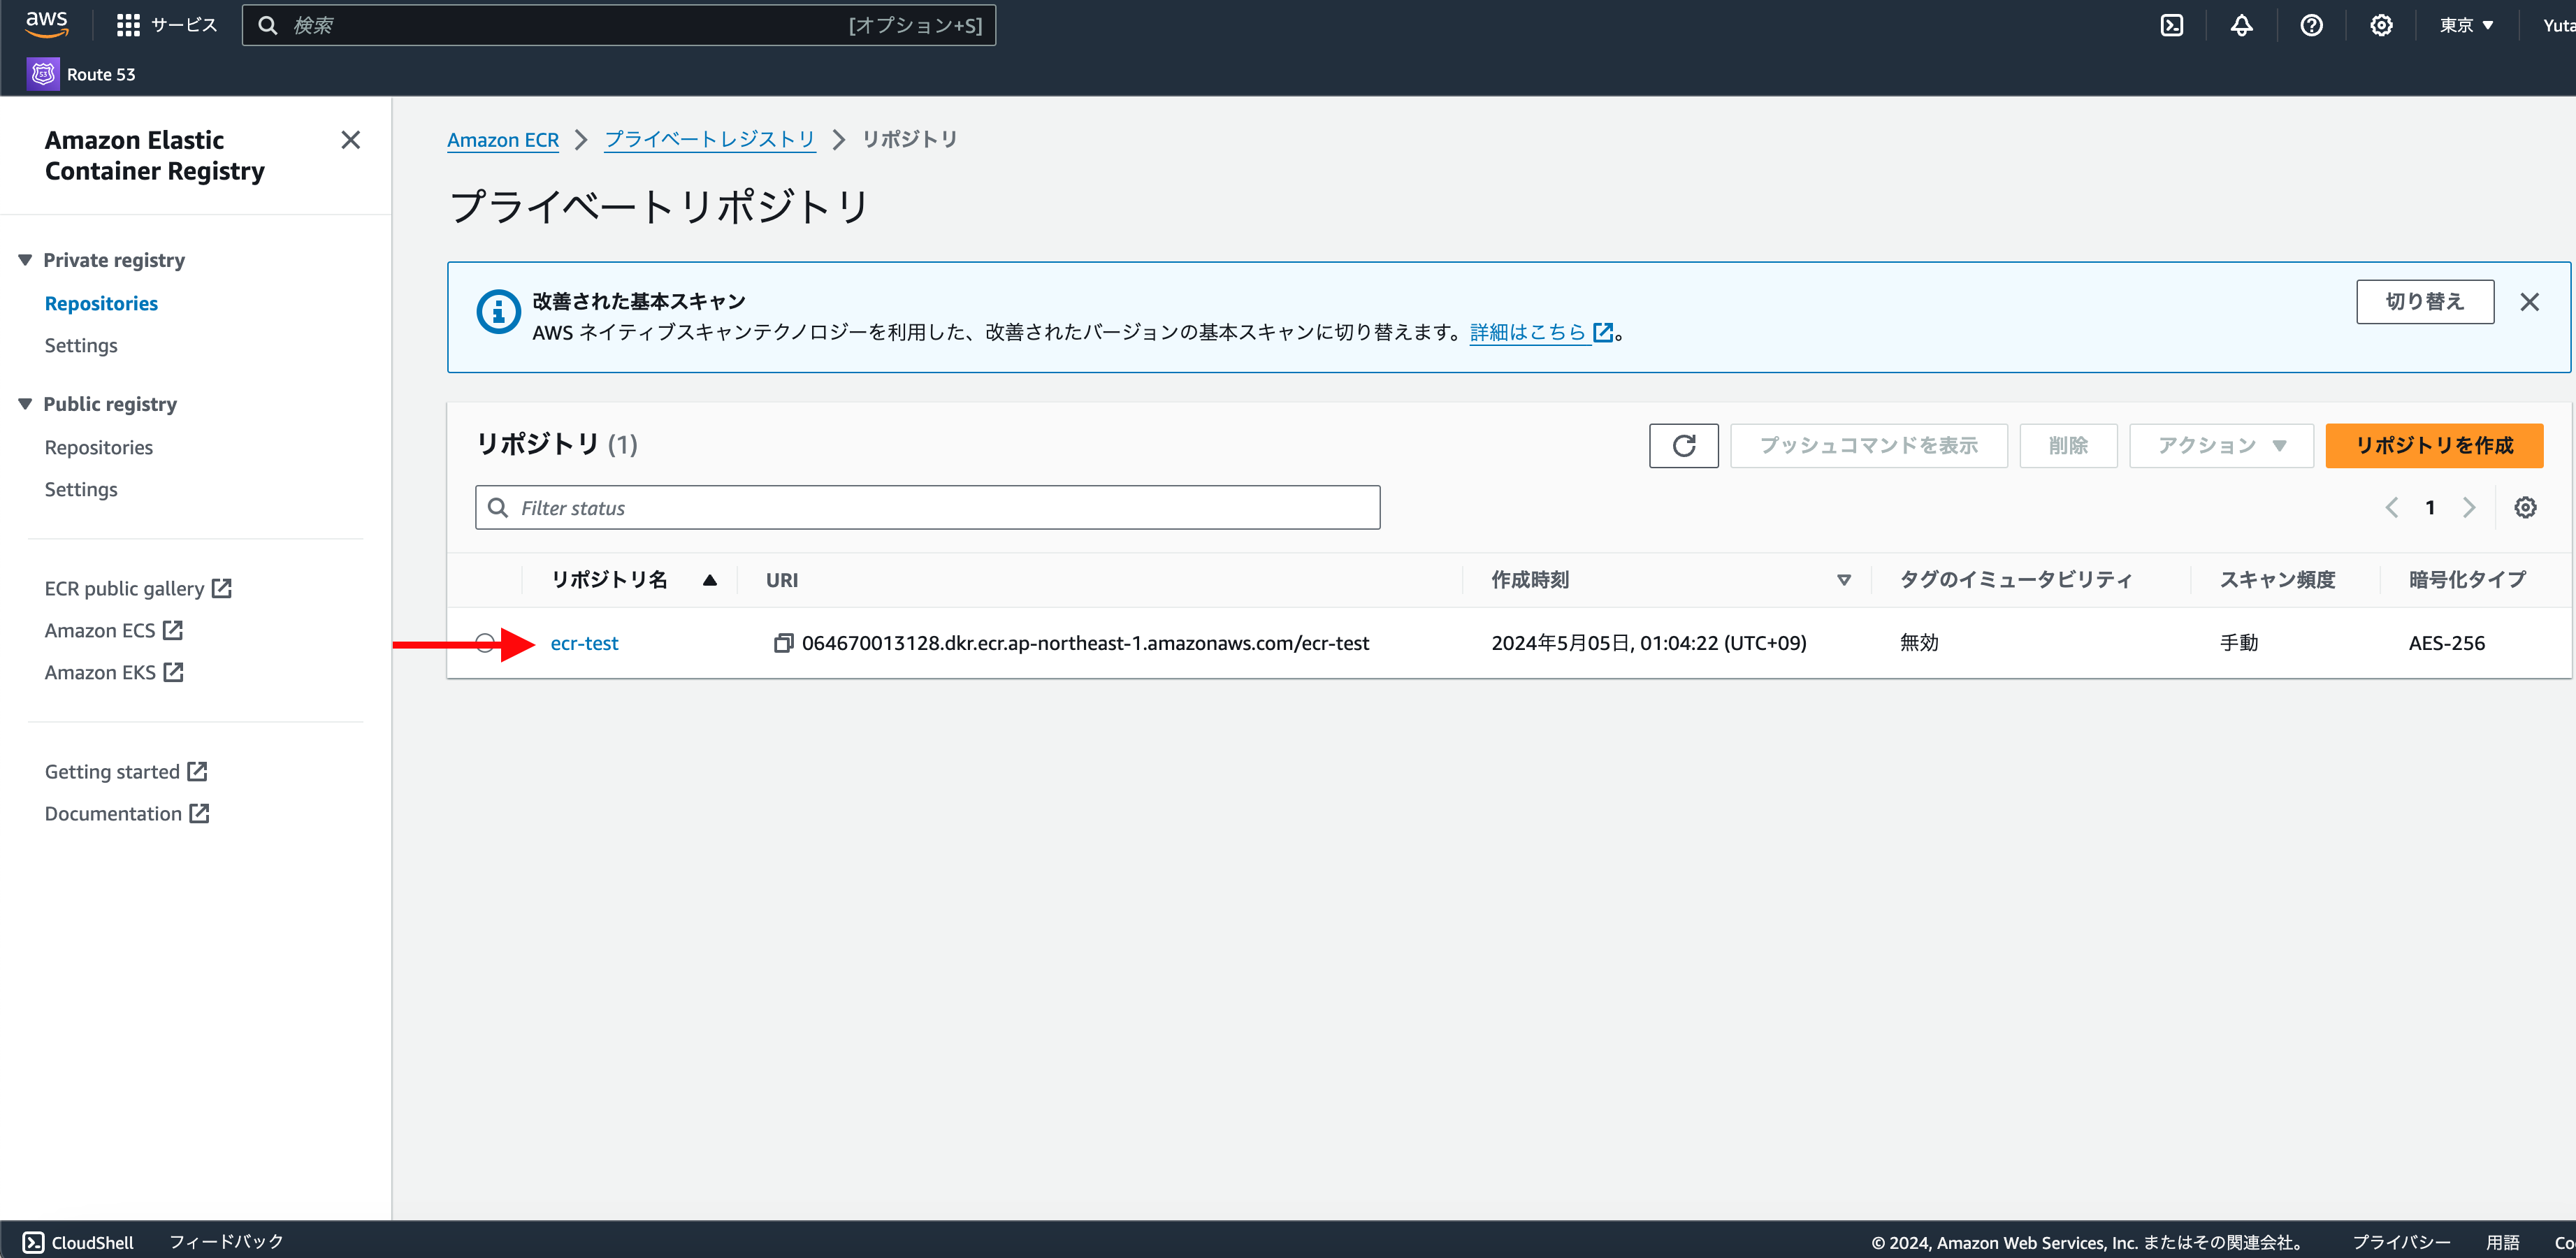 aws
サービス
検索
[オプション+S]
東京
Route 53
Amazon Elastic
Container Registry
Private registry
Repositories
Settings
Public registry
Repositories
Settings
ECR public gallery
Amazon ECS
Amazon EKS
Getting started
Documentation
Amazon ECR
プライベートレジストリ
リポジトリ
プライベートリポジトリ
改善された基本スキャン
AWS ネイティブスキャンテクノロジーを利用した、改善されたバージョンの基本スキャンに切り替えます。詳細はこちら 。
切り替え
リポジトリ (1)
プッシュコマンドを表示
削除
アクション
リポジトリを作成
Filter status
1
リポジトリ名
URI
作成時刻
タグのイミュータビリティ
スキャン頻度
暗号化タイプ
ecr-test
064670013128.dkr.ecr.ap-northeast-1.amazonaws.com/ecr-test
2024年5月05日, 01:04:22 (UTC+09)
無効
手動
AES-256
CloudShell
フィードバック
© 2024, Amazon Web Services, Inc. またはその関連会社。
プライバシー
用語